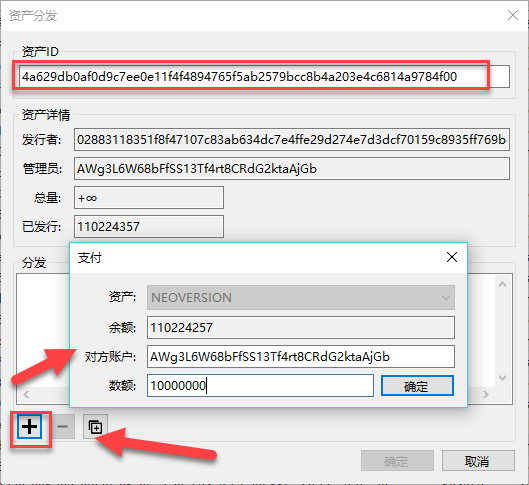 资产分发
资产ID
4a629db0af0d9c7ee0e11f4f4894765f5ab2579bcc8b4a203e4c6814a9784f00
资产详情
发行者: 02883118351f8f47107c83ab634dc7e4ffe29d274e7d3dcf70159c8935ff769b
管理员: AWg3L6W68bFfSS13Tf4rt8CRdG2ktaAjGb
总量: +∞
已发行: 110224357
分发
支付
资产: NEOVERSION
余额: 110224257
对方账户: AWg3L6W68bFfSS13Tf4rt8CRdG2ktaAjGb
数额: 10000000 确定
确定 取消